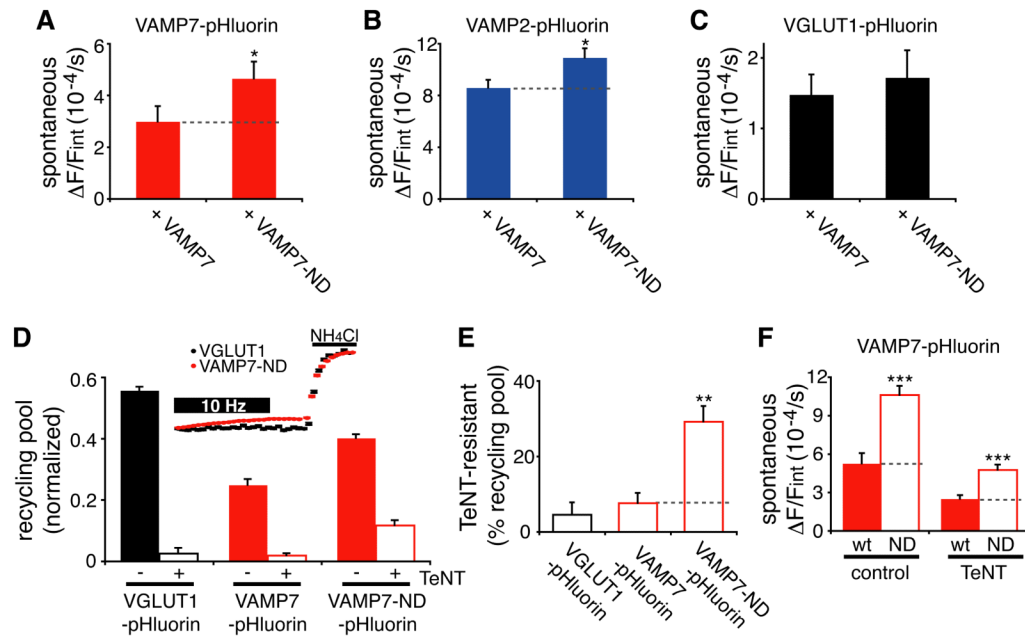 A
VAMP7-pHluorin
spontaneous
ΔF/Fint (10⁻⁴/s)
6
4
2
0
*
+ VAMP7
+ VAMP7-ND
B
VAMP2-pHluorin
spontaneous
ΔF/Fint (10⁻⁴/s)
12
8
4
0
*
+ VAMP7
+ VAMP7-ND
C
VGLUT1-pHluorin
spontaneous
ΔF/Fint (10⁻⁴/s)
2
1
0
+ VAMP7
+ VAMP7-ND
D
recycling pool
(normalized)
0.6
0.4
0.2
0
VGLUT1
VAMP7-ND
NH₄Cl
10 Hz
- + - + - + TeNT
VGLUT1
-pHluorin
VAMP7
-pHluorin
VAMP7-ND
-pHluorin
E
TeNT-resistant
(% recycling pool)
40
20
0
**
VGLUT1
-pHluorin
VAMP7
-pHluorin
VAMP7-ND
-pHluorin
F
VAMP7-pHluorin
spontaneous
ΔF/Fint (10⁻⁴/s)
12
9
6
3
0
***
***
wt ND wt ND
control TeNT